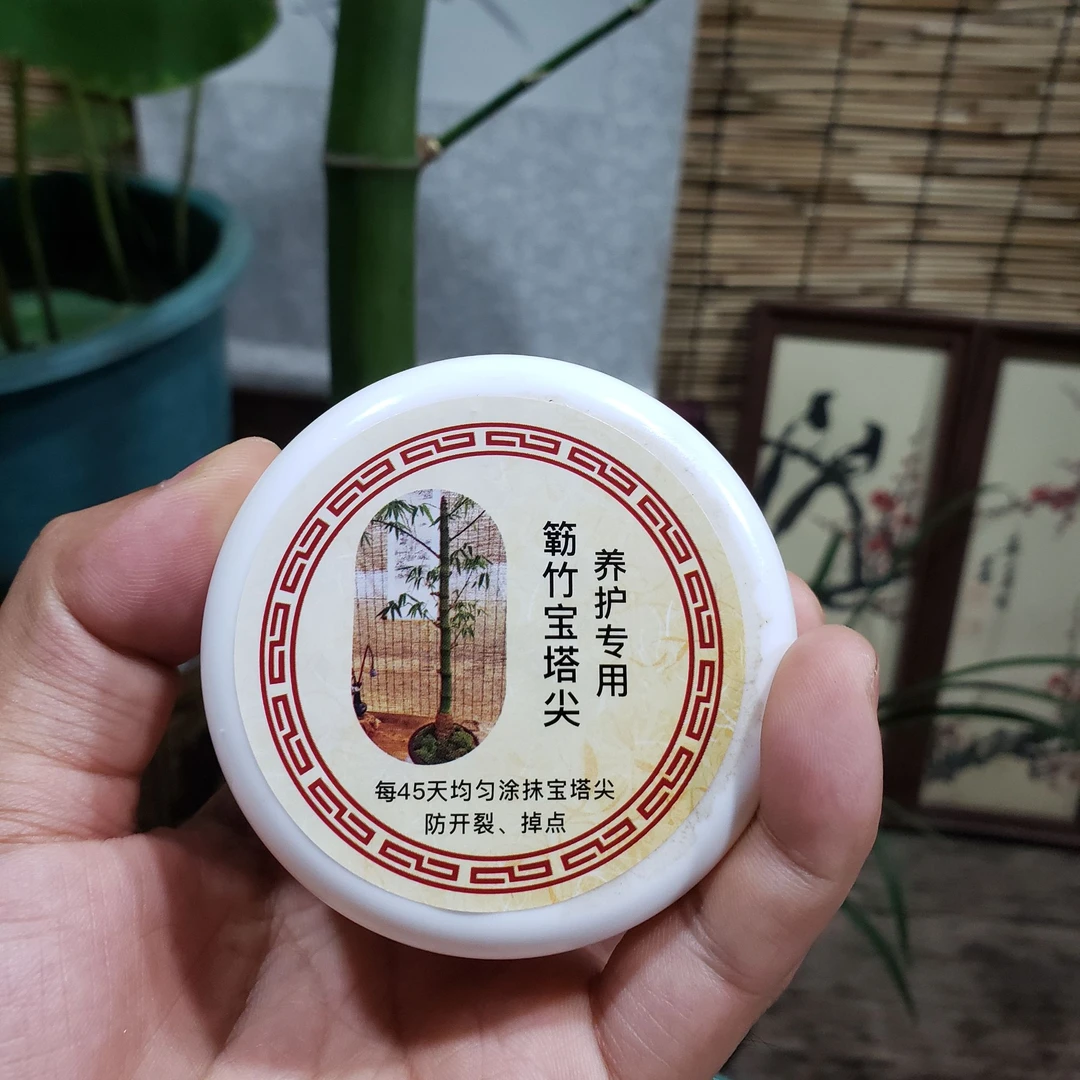 簕竹宝塔尖
养护专用
每45天均匀涂抹宝塔尖
防开裂、掉点